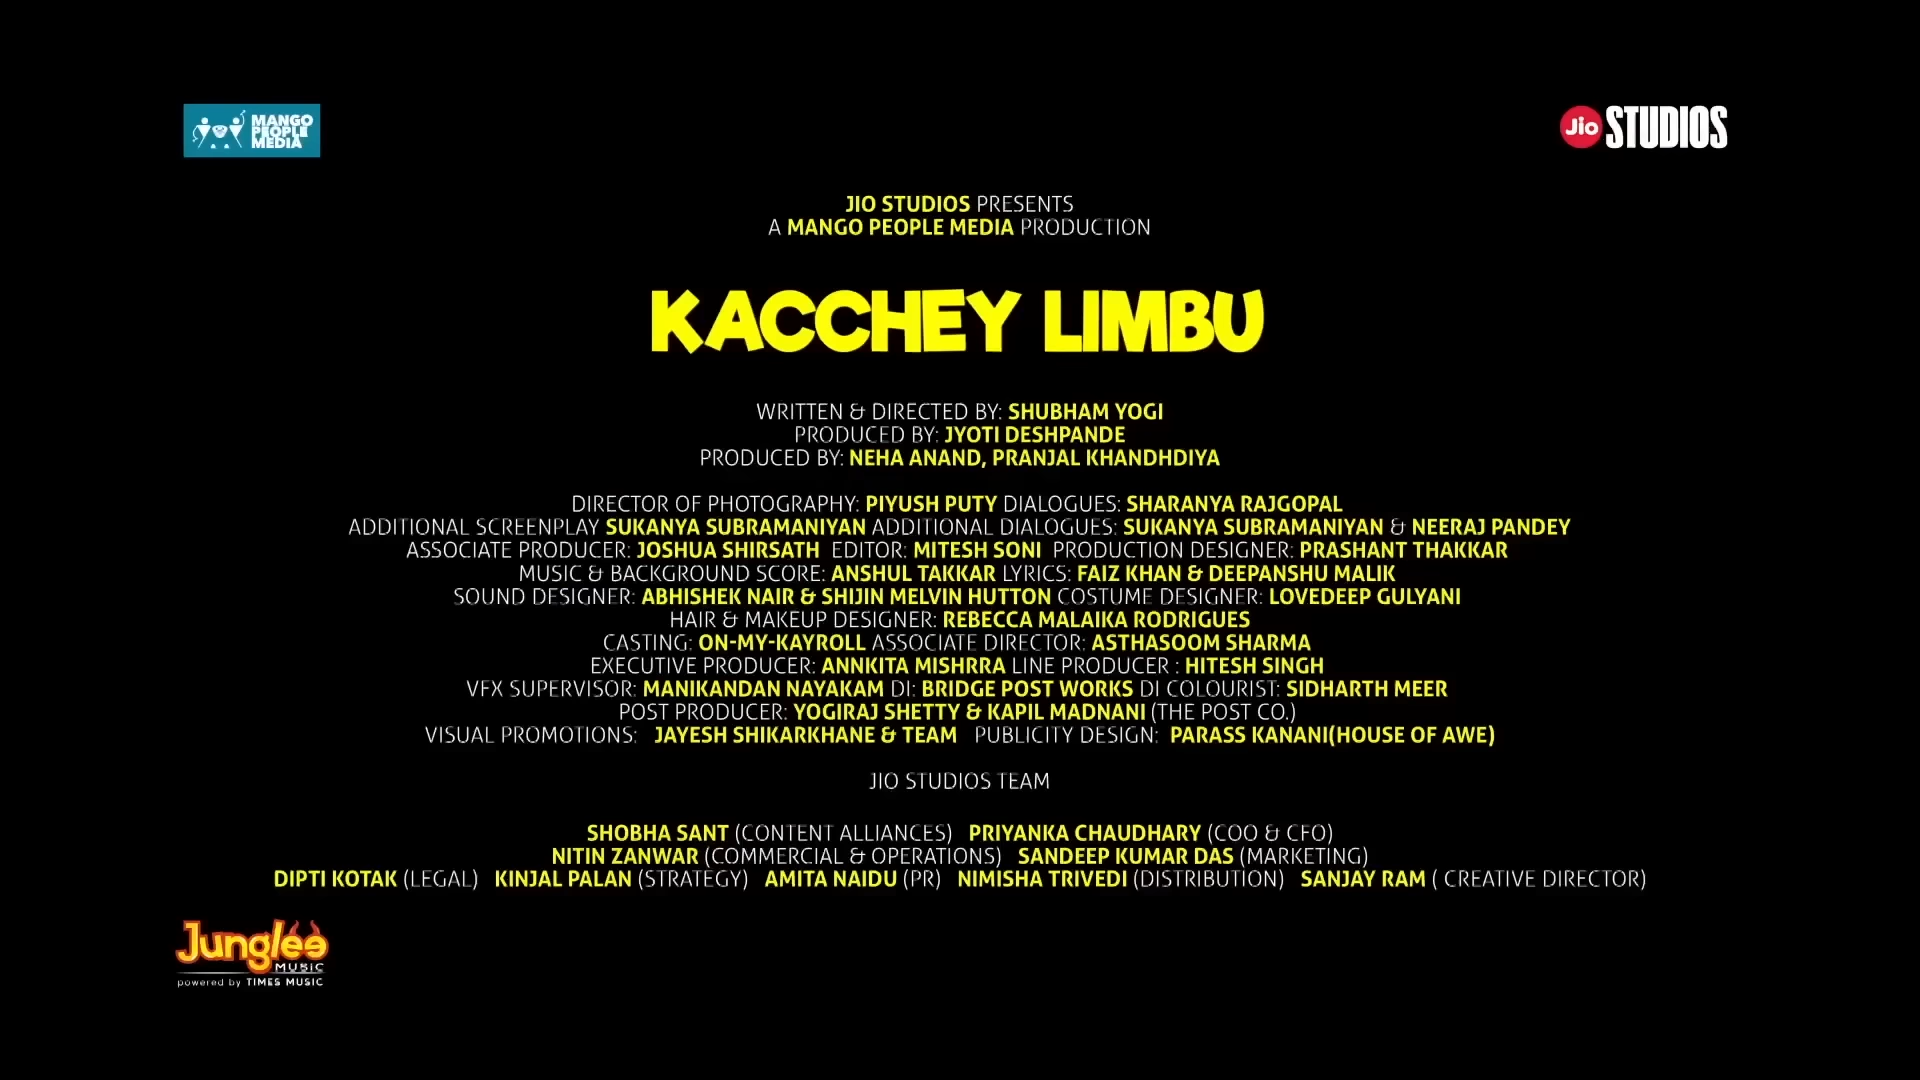 MANGO
PEOPLE
MEDIA
Jio STUDIOS
JIO STUDIOS PRESENTS
A MANGO PEOPLE MEDIA PRODUCTION
KACCHEY LIMBU
WRITTEN & DIRECTED BY: SHUBHAM YOGI
PRODUCED BY: JYOTI DESHPANDE
PRODUCED BY: NEHA ANAND, PRANJAL KHANDHDIYA
DIRECTOR OF PHOTOGRAPHY: PIYUSH PUTY DIALOGUES: SHARANYA RAJGOPAL
ADDITIONAL SCREENPLAY SUKANYA SUBRAMANIYAN ADDITIONAL DIALOGUES: SUKANYA SUBRAMANIYAN & NEERAJ PANDEY
ASSOCIATE PRODUCER: JOSHUA SHIRSATH EDITOR: MITESH SONI PRODUCTION DESIGNER: PRASHANT THAKKAR
MUSIC & BACKGROUND SCORE: ANSHUL TAKKAR LYRICS: FAIZ KHAN & DEEPANSHU MALIK
SOUND DESIGNER: ABHISHEK NAIR & SHIJIN MELVIN HUTTON COSTUME DESIGNER: LOVEDEEP GULYANI
HAIR & MAKEUP DESIGNER: REBECCA MALAIKA RODRIGUES
CASTING: ON-MY-KAYROLL ASSOCIATE DIRECTOR: ASTHASOOM SHARMA
EXECUTIVE PRODUCER: ANNKITA MISHRRA LINE PRODUCER : HITESH SINGH
VFX SUPERVISOR: MANIKANDAN NAYAKAM DI: BRIDGE POST WORKS DI COLOURIST: SIDHARTH MEER
POST PRODUCER: YOGIRAJ SHETTY & KAPIL MADNANI (THE POST CO.)
VISUAL PROMOTIONS: JAYESH SHIKARKHANE & TEAM PUBLICITY DESIGN: PARASS KANANI(HOUSE OF AWE)
JIO STUDIOS TEAM
SHOBHA SANT (CONTENT ALLIANCES) PRIYANKA CHAUDHARY (COO & CFO)
NITIN ZANWAR (COMMERCIAL & OPERATIONS) SANDEEP KUMAR DAS (MARKETING)
DIPTI KOTAK (LEGAL) KINJAL PALAN (STRATEGY) AMITA NAIDU (PR) NIMISHA TRIVEDI (DISTRIBUTION) SANJAY RAM ( CREATIVE DIRECTOR)
Junglee
MUSIC
powered by TIMES MUSIC